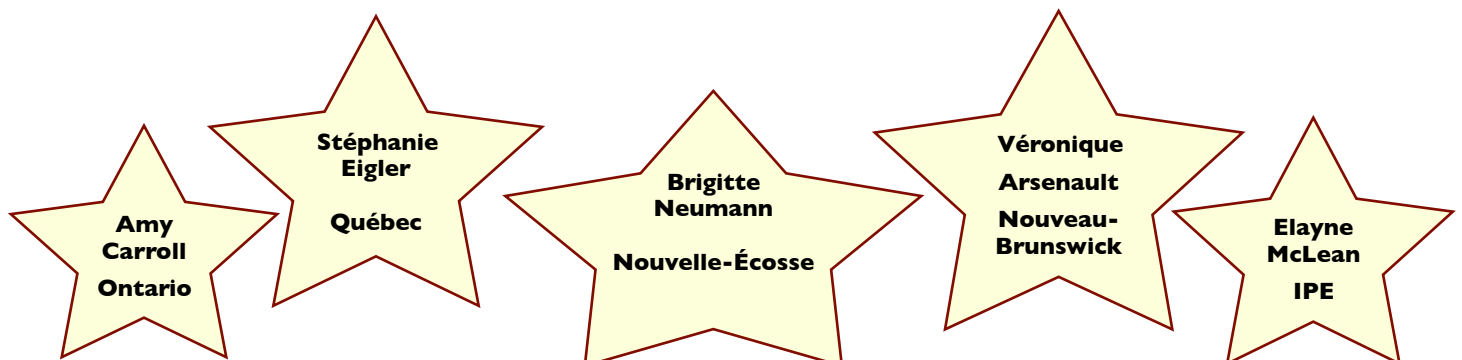 Amy
Carroll
Ontario
Stéphanie
Eigler
Québec
Brigitte
Neumann
Nouvelle-Écosse
Véronique
Arsenault
Nouveau-
Brunswick
Elayne
McLean
IPE